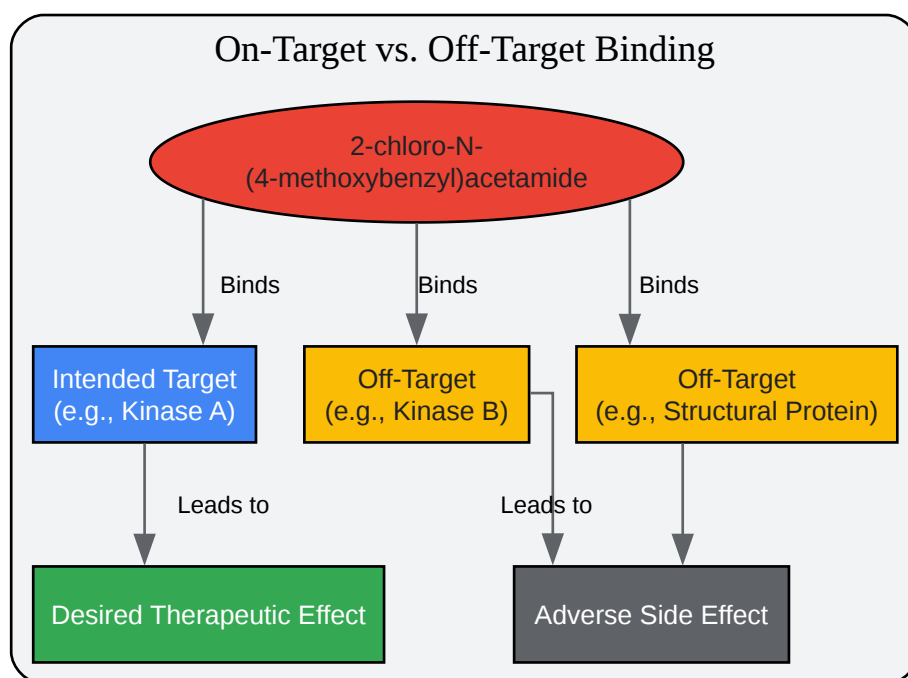 On-Target vs. Off-Target Binding
2-chloro-N-
(4-methoxybenzyl)acetamide
Binds
Binds
Binds
Intended Target
(e.g., Kinase A)
Off-Target
(e.g., Kinase B)
Off-Target
(e.g., Structural Protein)
Leads to
Leads to
Desired Therapeutic Effect
Adverse Side Effect